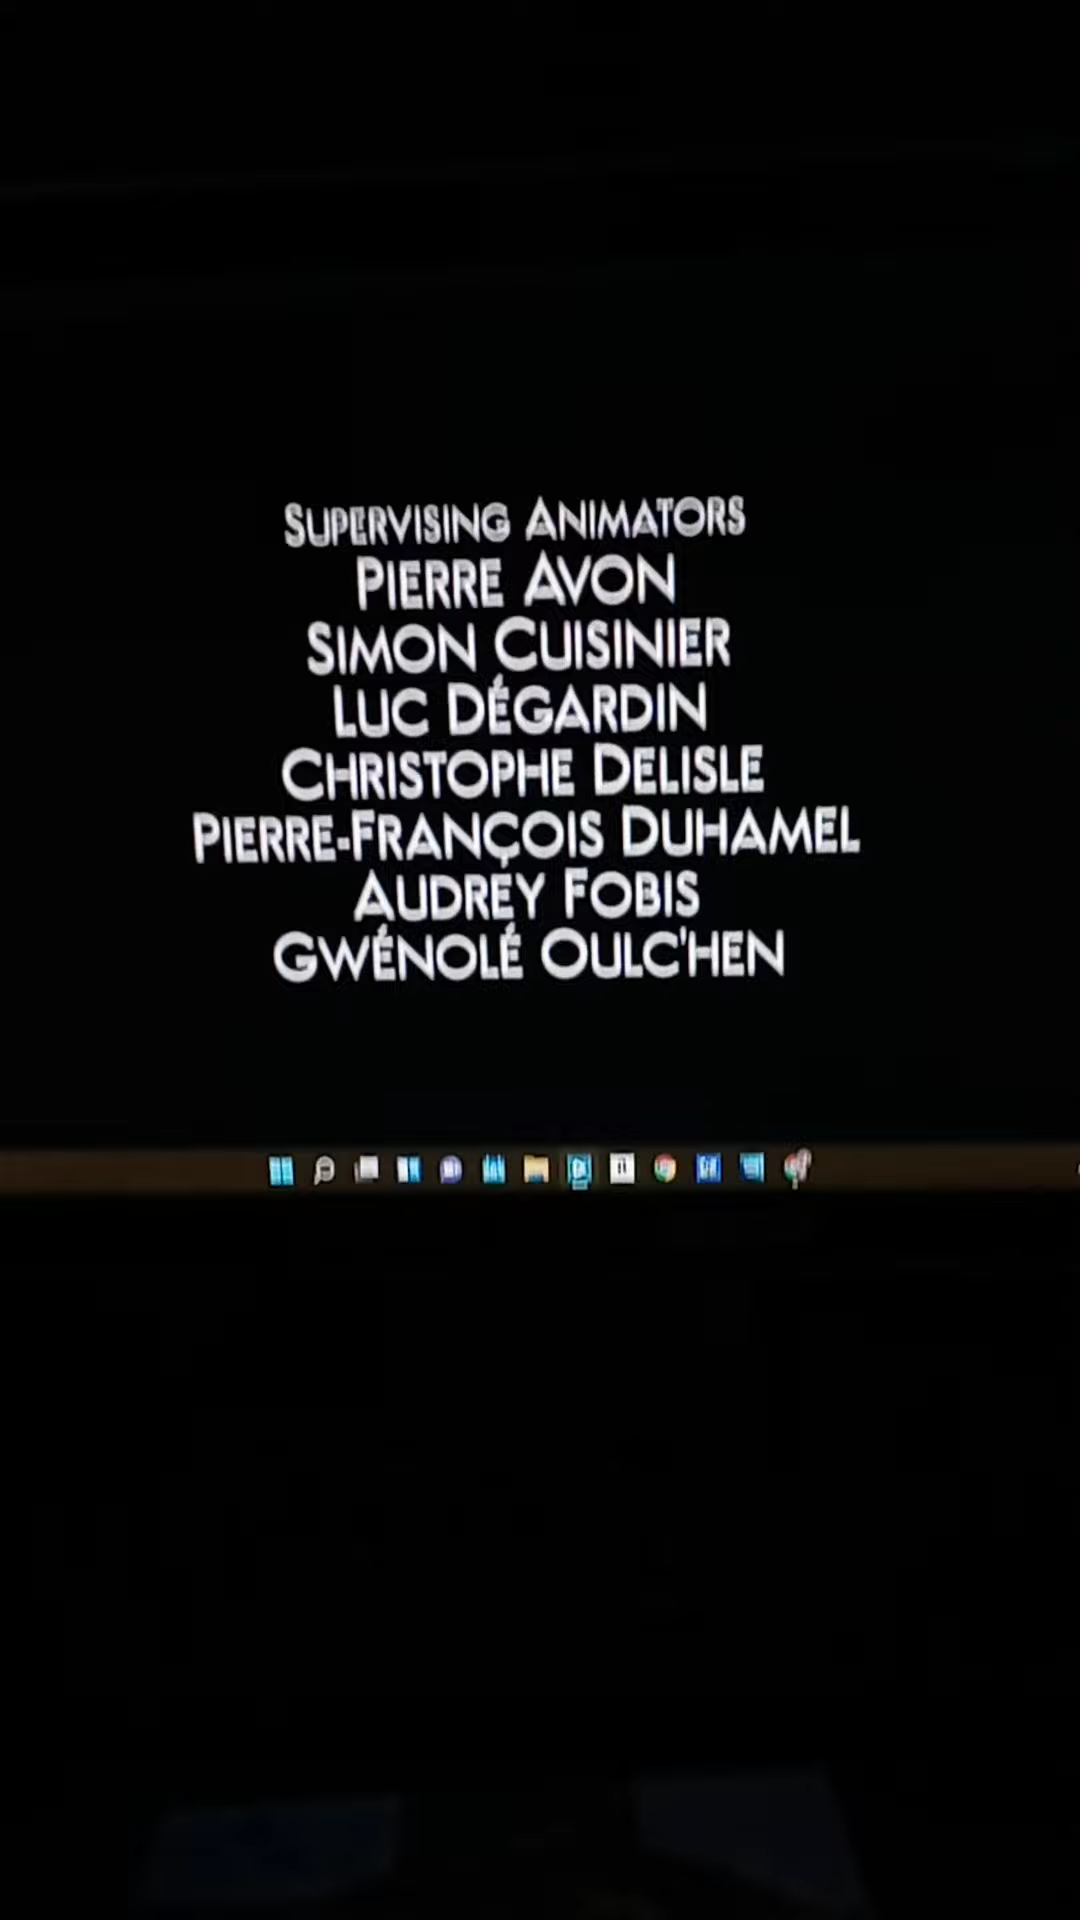 Supervising Animators
Pierre Avon
Simon Cuisinier
Luc Dégardin
Christophe Delisle
Pierre-François Duhamel
Audrey Fobis
Gwénolé Oulc'hen